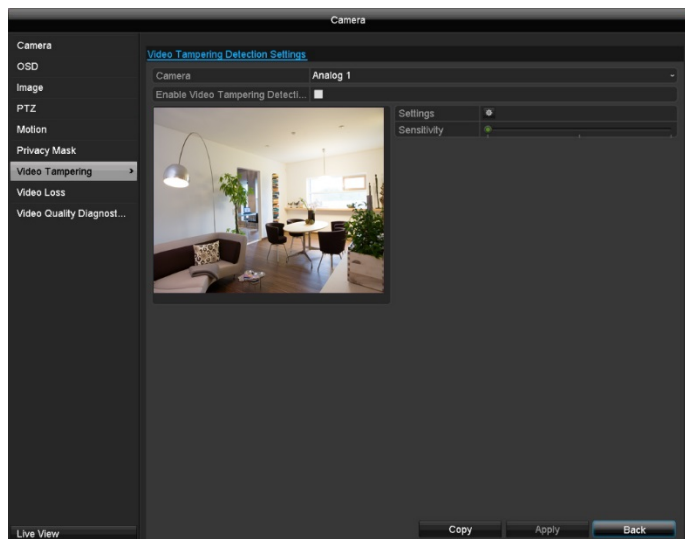 Camera
Camera
OSD
Image
PTZ
Motion
Privacy Mask
Video Tampering >
Video Loss
Video Quality Diagnost...
Live View
Video Tampering Detection Settings
Camera Analog 1
Enable Video Tampering Detecti...
Settings
Sensitivity
Copy Apply Back